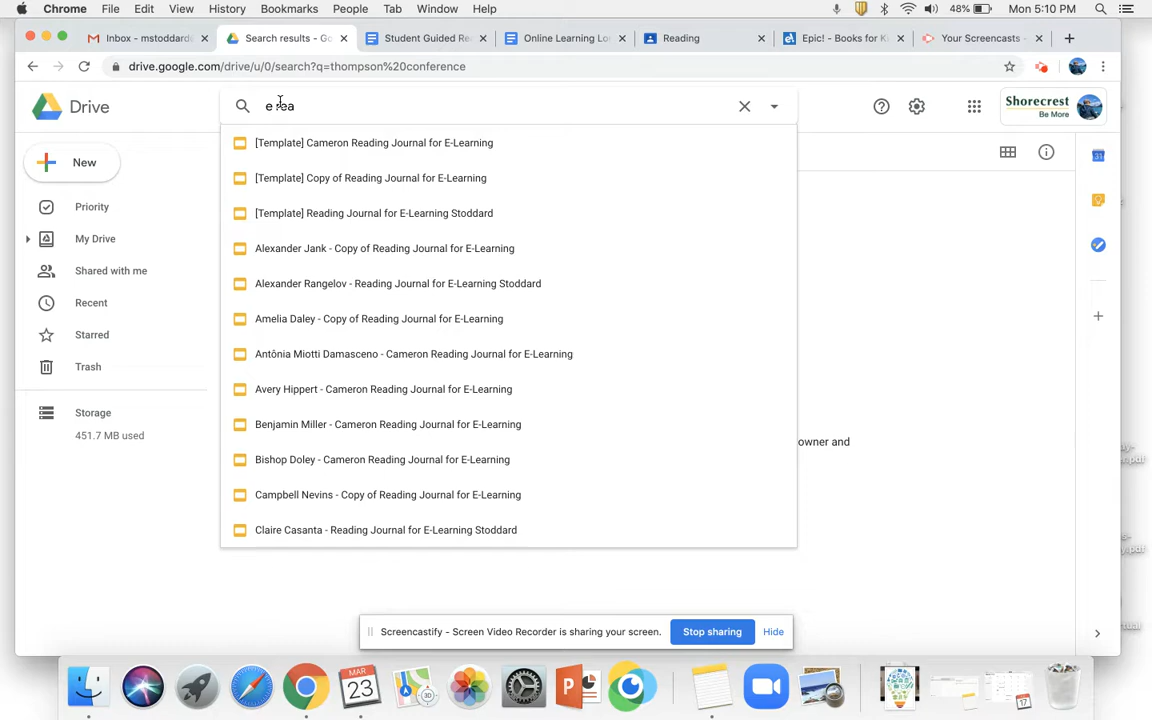 Chrome File Edit View History Bookmarks People Tab Window Help 48% Mon 5:10 PM
Inbox - mstoddards Search results - Go Student Guided Re Online Learning Lo Reading Epic! - Books for K Your Screencasts -
drive.google.com/drive/u/0/search?q=thompson%20conference
Drive e rea Shorecrest
Be More
[Template] Cameron Reading Journal for E-Learning
New
[Template] Copy of Reading Journal for E-Learning
Priority
[Template] Reading Journal for E-Learning Stoddard
My Drive
Alexander Jank - Copy of Reading Journal for E-Learning
Shared with me
Alexander Rangelov - Reading Journal for E-Learning Stoddard
Recent
Amelia Daley - Copy of Reading Journal for E-Learning
Starred
Antônia Miotti Damasceno - Cameron Reading Journal for E-Learning
Trash
Avery Hippert - Cameron Reading Journal for E-Learning
Storage
Benjamin Miller - Cameron Reading Journal for E-Learning
451.7 MB used
owner and
Bishop Doley - Cameron Reading Journal for E-Learning
Campbell Nevins - Copy of Reading Journal for E-Learning
Claire Casanta - Reading Journal for E-Learning Stoddard
Screencastify - Screen Video Recorder is sharing your screen. Stop sharing Hide
MAR
23
17